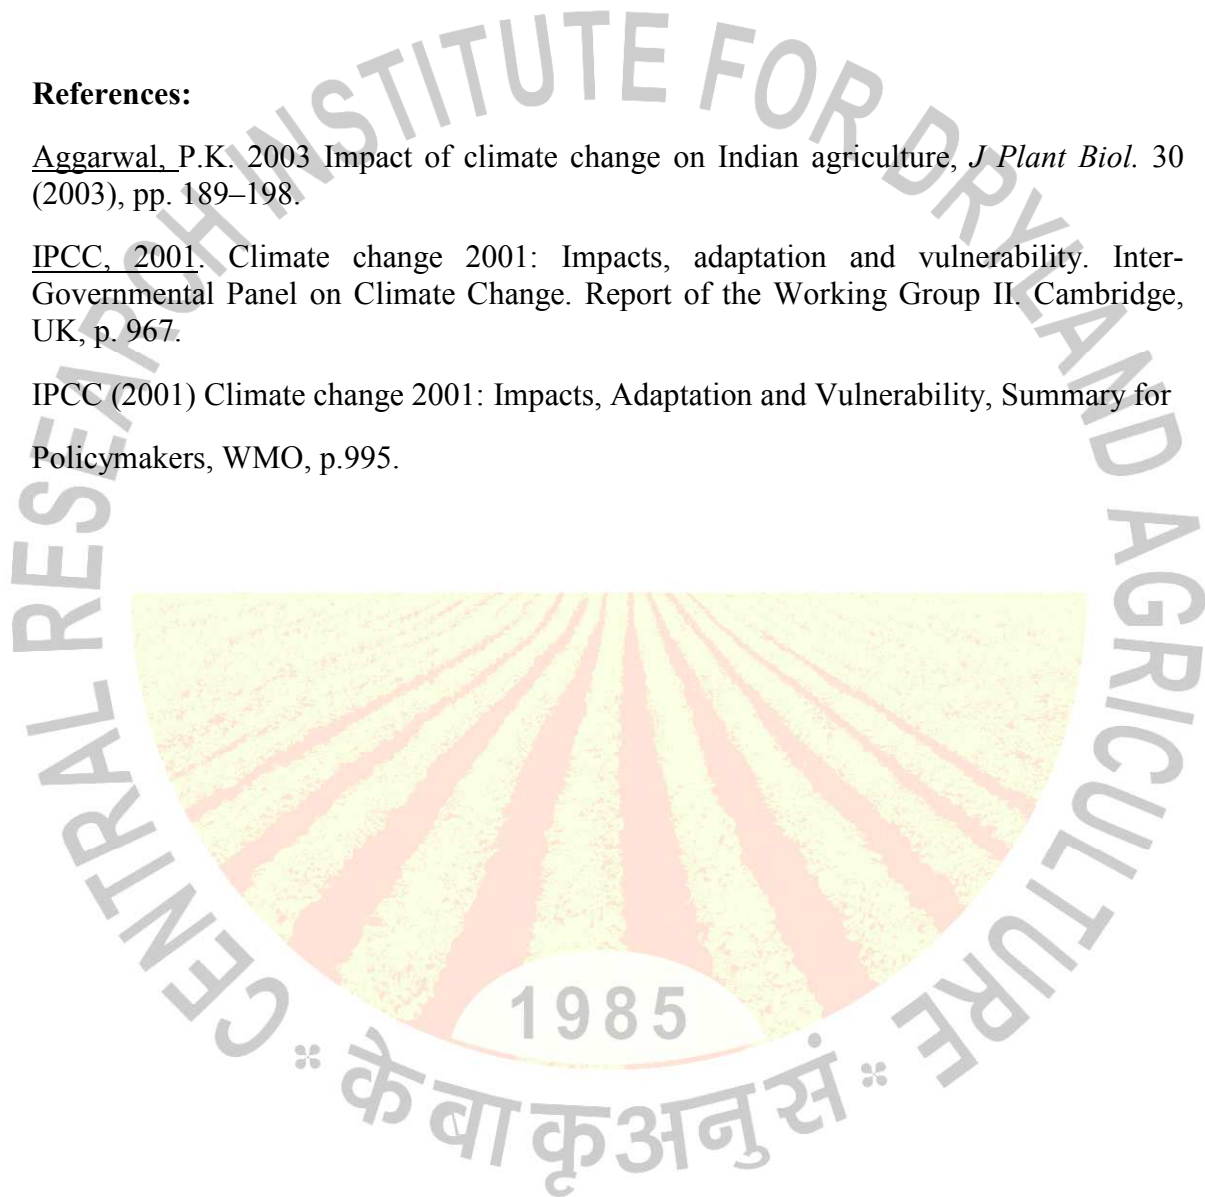 References:
Aggarwal, P.K. 2003 Impact of climate change on Indian agriculture, J Plant Biol. 30
(2003), pp. 189–198.
IPCC, 2001. Climate change 2001: Impacts, adaptation and vulnerability. Inter-
Governmental Panel on Climate Change. Report of the Working Group II. Cambridge,
UK, p. 967.
IPCC (2001) Climate change 2001: Impacts, Adaptation and Vulnerability, Summary for
Policymakers, WMO, p.995.
CENTRAL RESEARCH INSTITUTE FOR DRYLAND AGRICULTURE
1985
केवाकृअनुसं